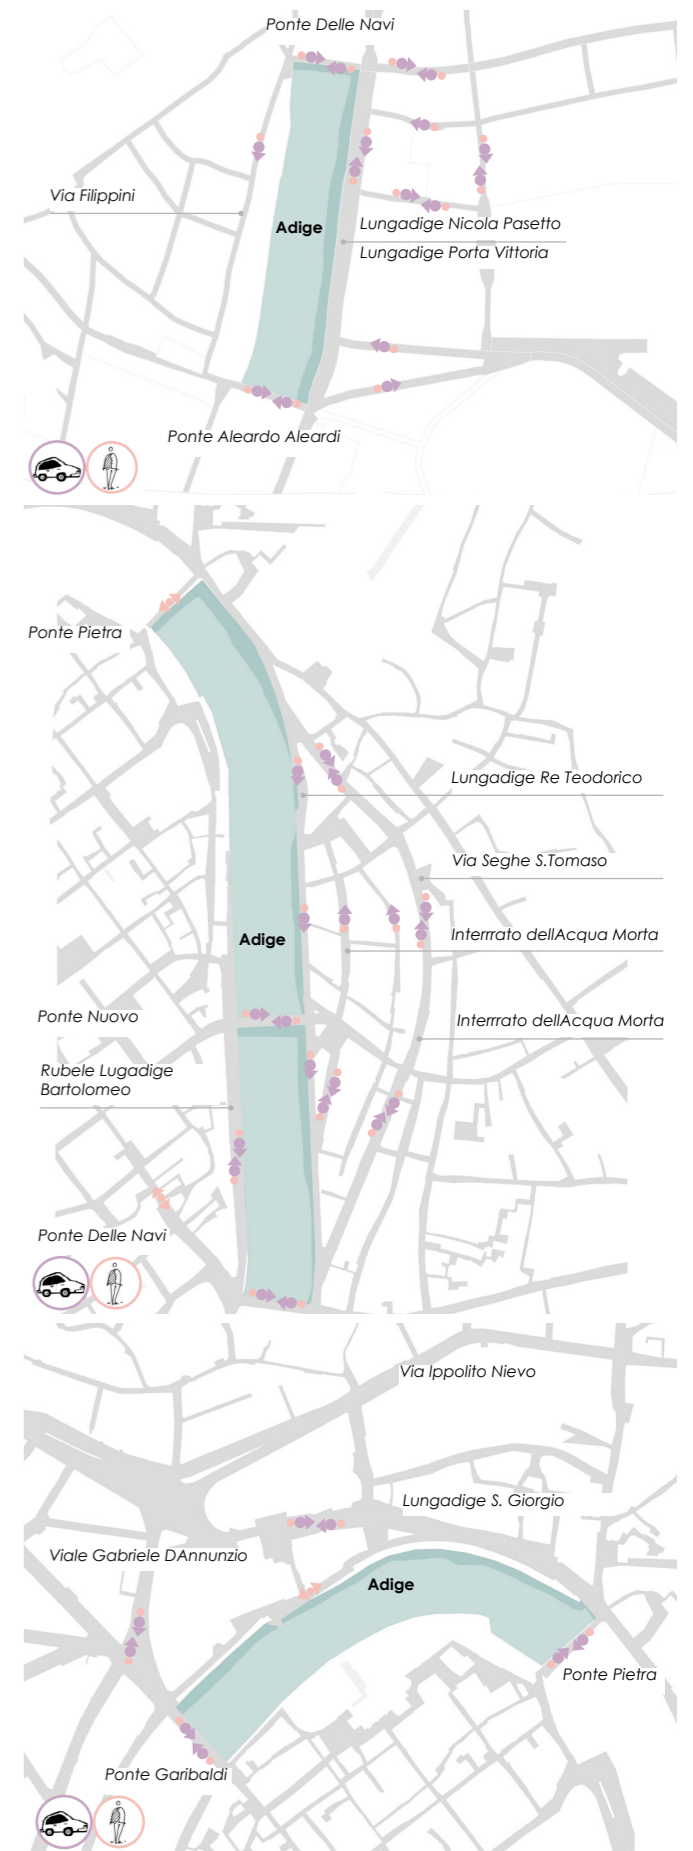 Ponte Delle Navi
Via Filippini
Adige
Lungadige Nicola Pasetto
Lungadige Porta Vittoria
Ponte Aleardo Aleardi
Ponte Pietra
Lungadige Re Teodorico
Via Seghe S.Tomaso
Adige
Interrrato dellAcqua Morta
Ponte Nuovo
Interrrato dellAcqua Morta
Rubele Lugadige
Bartolomeo
Ponte Delle Navi
Via Ippolito Nievo
Lungadige S. Giorgio
Viale Gabriele DAnnunzio
Adige
Ponte Pietra
Ponte Garibaldi